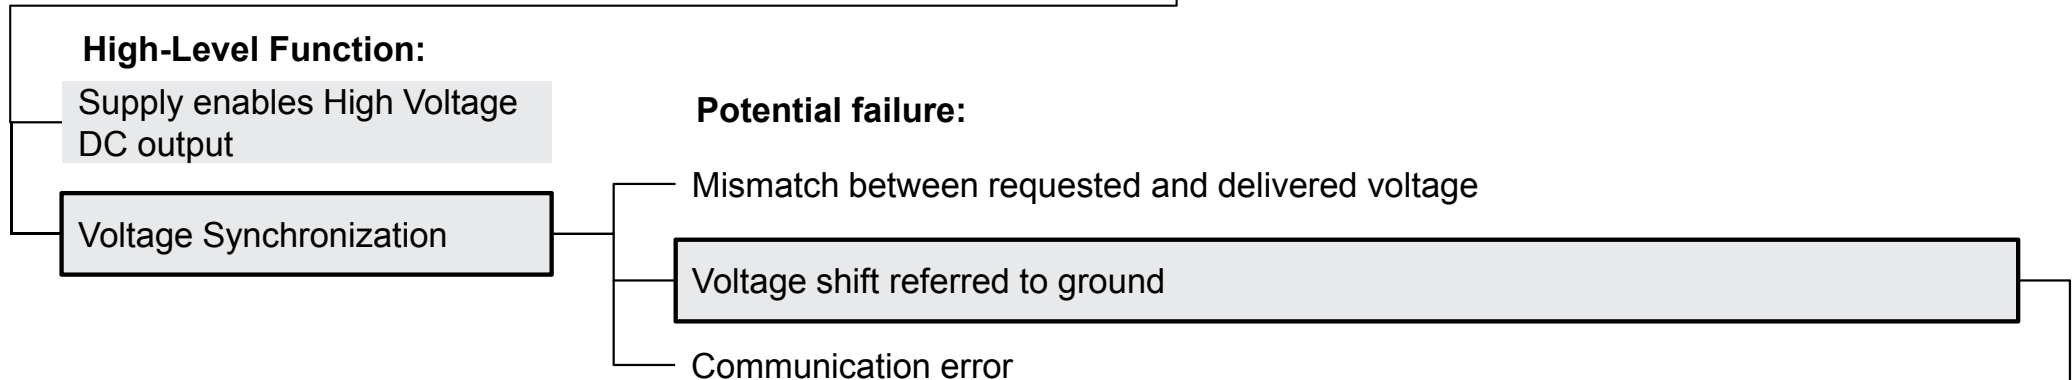 High-Level Function:
Supply enables High Voltage
DC output
Potential failure:
Mismatch between requested and delivered voltage
Voltage Synchronization
Voltage shift referred to ground
Communication error